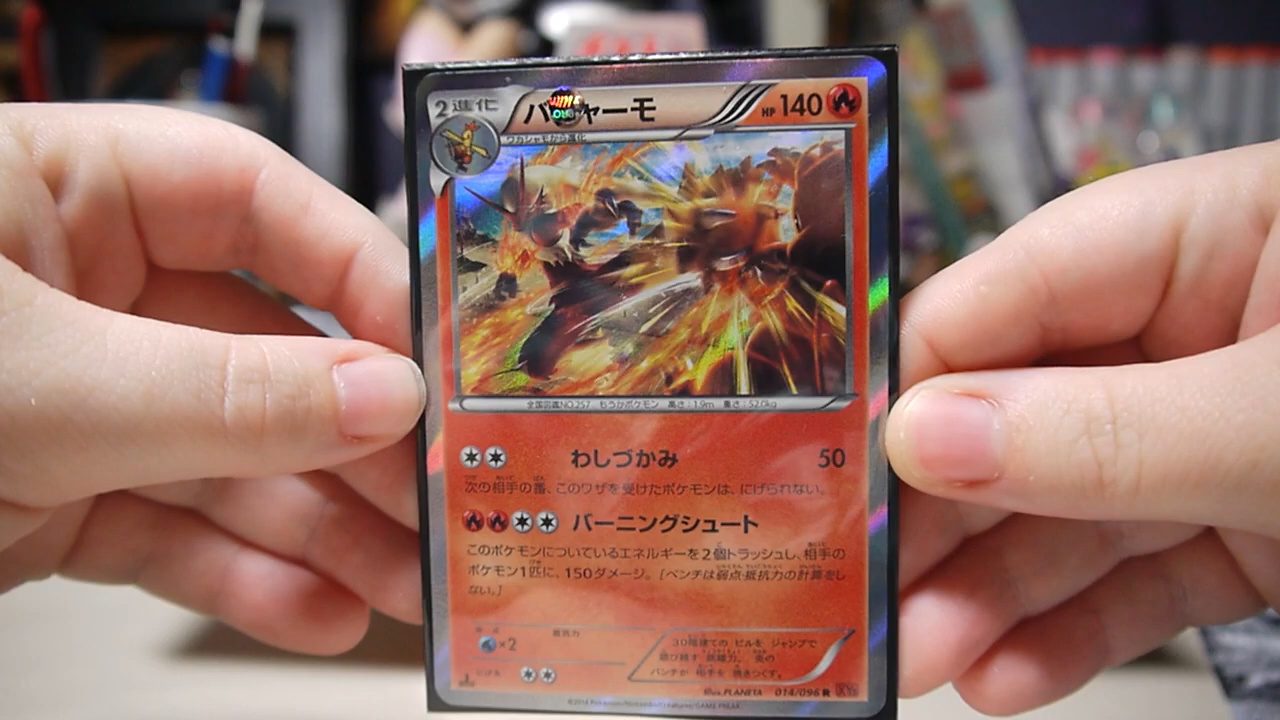 2進化
バシャーモ
HP 140
ワカシャモから進化
全国図鑑NO.257 もうかポケモン 高さ:1.9m 重さ:52.0kg
わしづかみ 50
次の相手の番、このワザを受けたポケモンは、にげられない。
バーニングシュート
このポケモンについているエネルギーを2個トラッシュし、相手の
ポケモン1匹に、150ダメージ。[ベンチは弱点・抵抗力の計算をし
ない。]
弱点 抵抗力
×2
にげる
30階建ての ビルを ジャンプで
跳び越す 跳躍力。炎の
パンチが 相手を 焼きつくす。
Illus. PLANETA 014/096 R
©2014 Pokémon/Nintendo/Creatures/GAME FREAK.